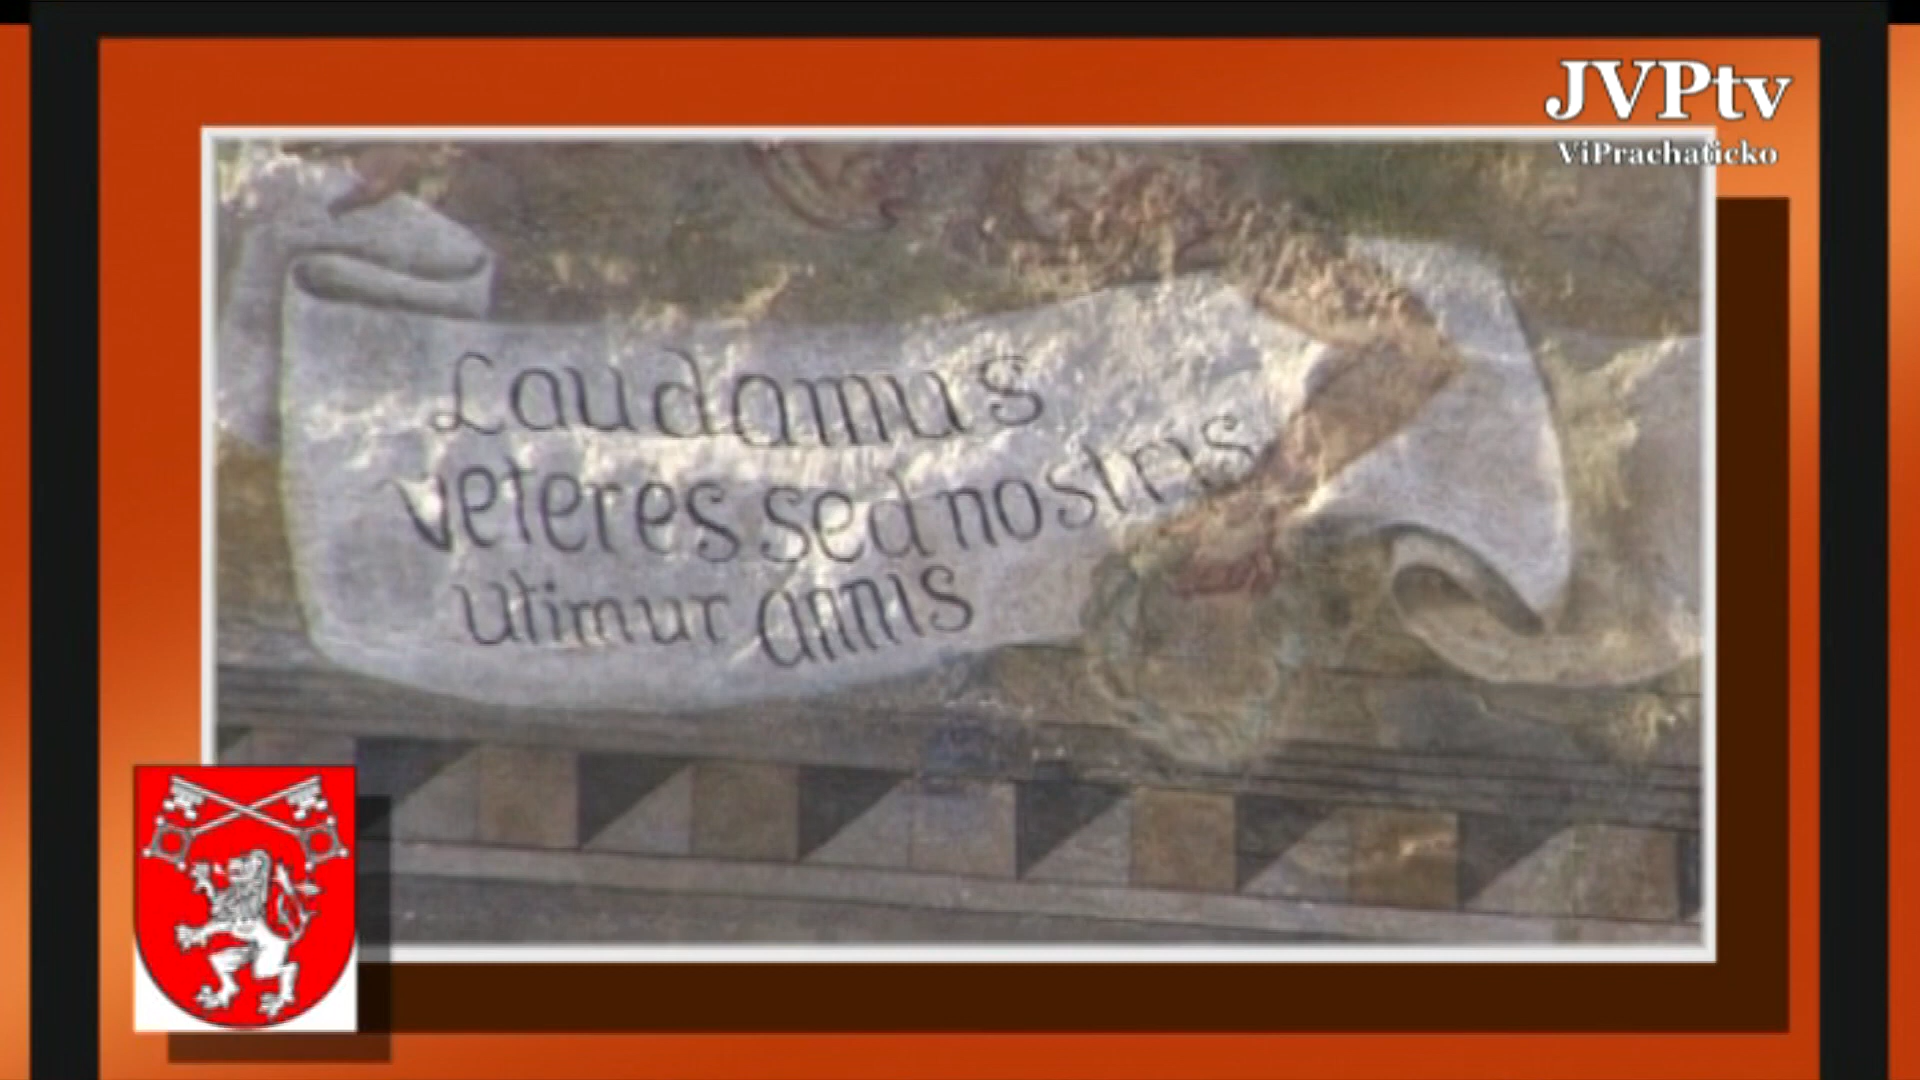 JVPtv
ViPrachaticko
Laudamus
veteres sed nostris
utimur annis